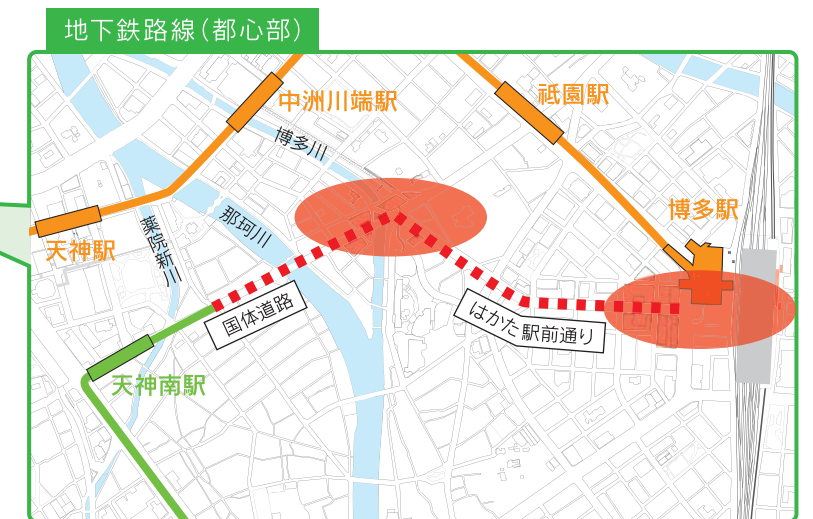 地下鉄路線(都心部)
中洲川端駅
祇園駅
博多川
博多駅
那珂川
薬院新川
天神駅
国体道路
はかた駅前通り
天神南駅